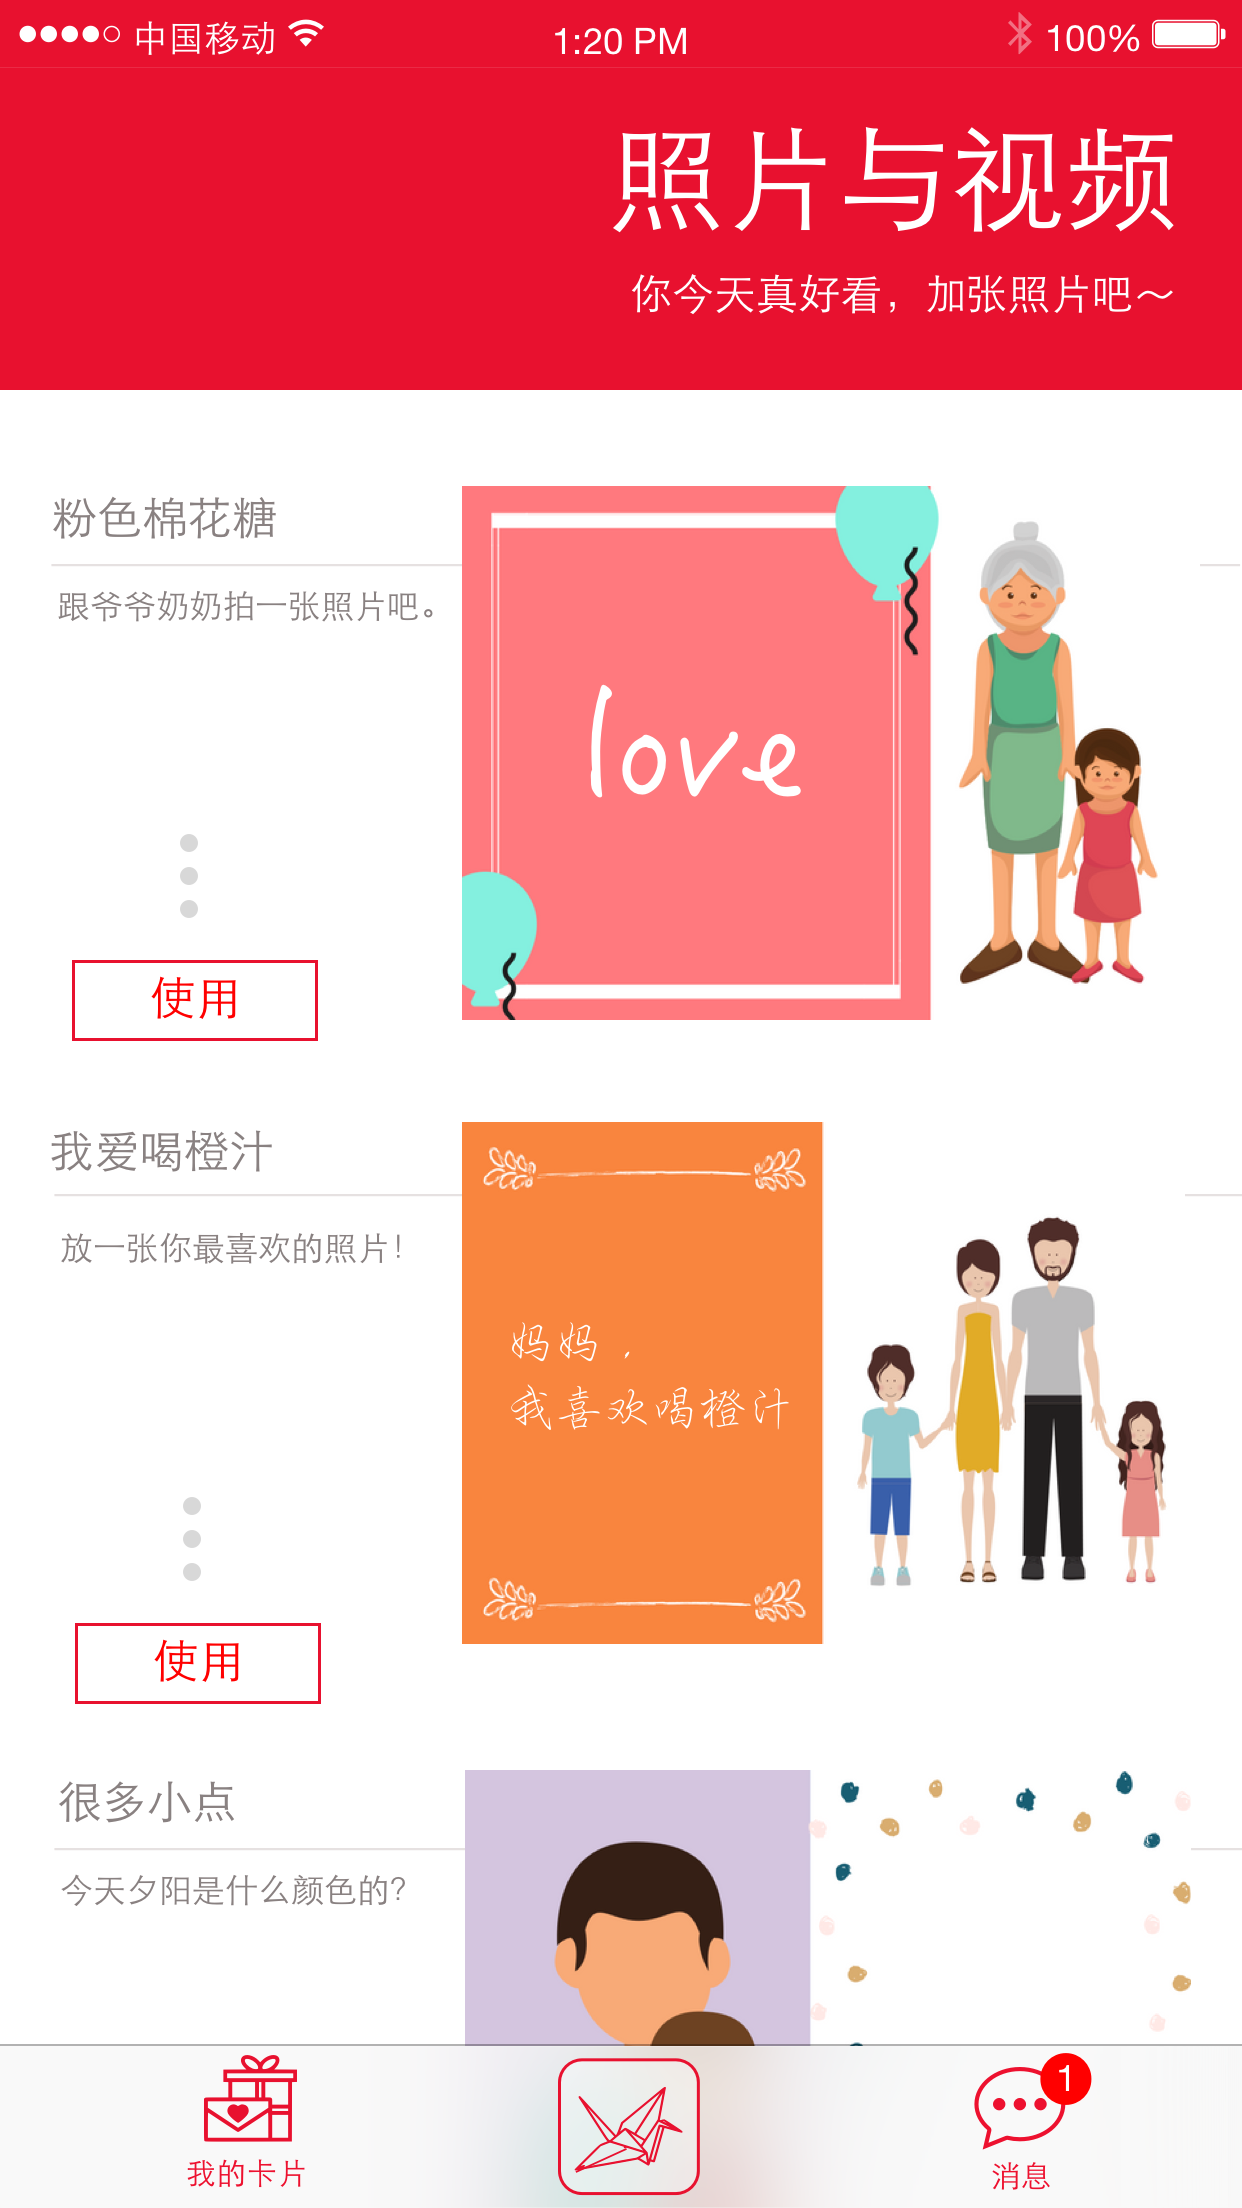 中国移动 1:20 PM 100%
照片与视频
你今天真好看，加张照片吧～
粉色棉花糖
跟爷爷奶奶拍一张照片吧。
love
使用
我爱喝橙汁
放一张你最喜欢的照片！
妈妈，
我喜欢喝橙汁
使用
很多小点
今天夕阳是什么颜色的？
我的卡片
1
消息